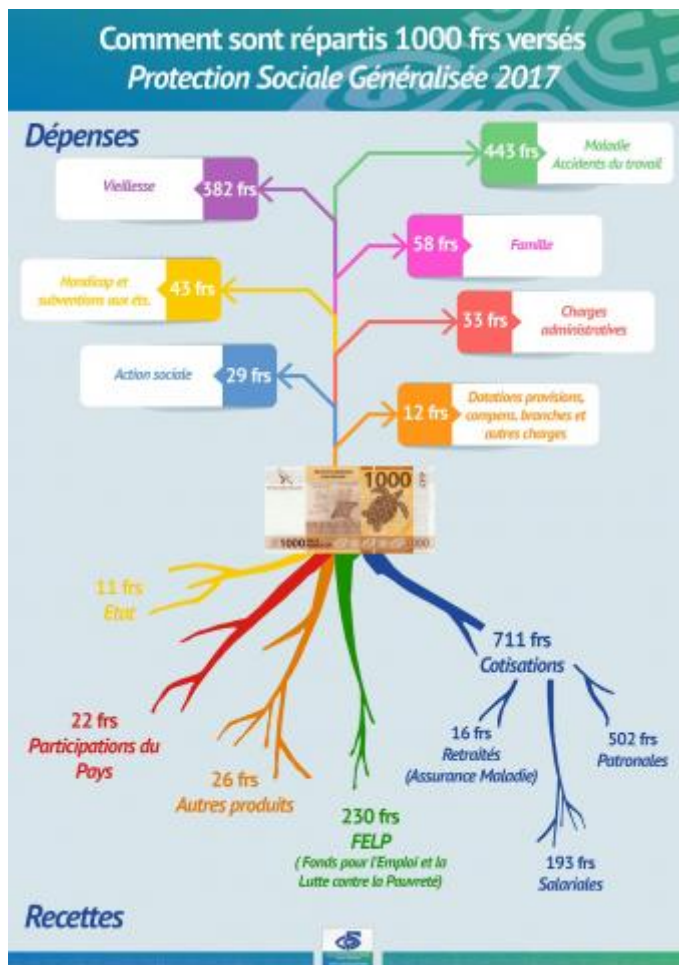 Comment sont répartis 1000 frs versés
Protection Sociale Généralisée 2017
Dépenses
443 frs
Maladie
Accidents du travail
Vieillesse
382 frs
58 frs
Famille
Handicap et
subventions aux éts.
43 frs
33 frs
Charges
administratives
Action sociale
29 frs
12 frs
Dotations provisions,
compens, branches et
autres charges
1000
1000
1000
11 frs
Etat
711 frs
Cotisations
22 frs
Participations du
Pays
16 frs
Retraités
(Assurance Maladie)
502 frs
Patronales
26 frs
Autres produits
230 frs
FELP
( Fonds pour l'Emploi et la
Lutte contre la Pauvreté)
193 frs
Salariales
Recettes